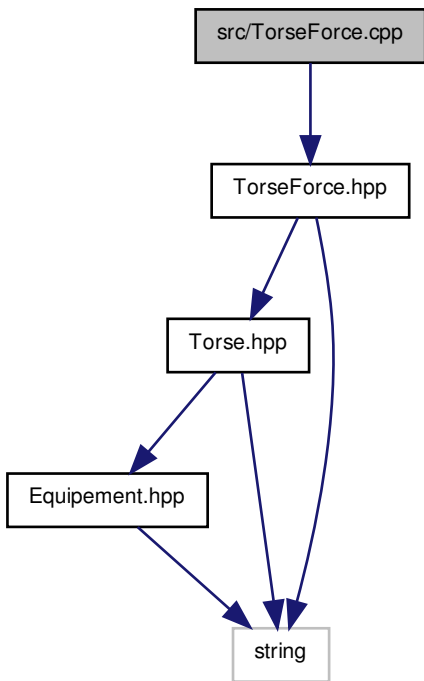 src/TorseForce.cpp
TorseForce.hpp
Torse.hpp
Equipement.hpp
string